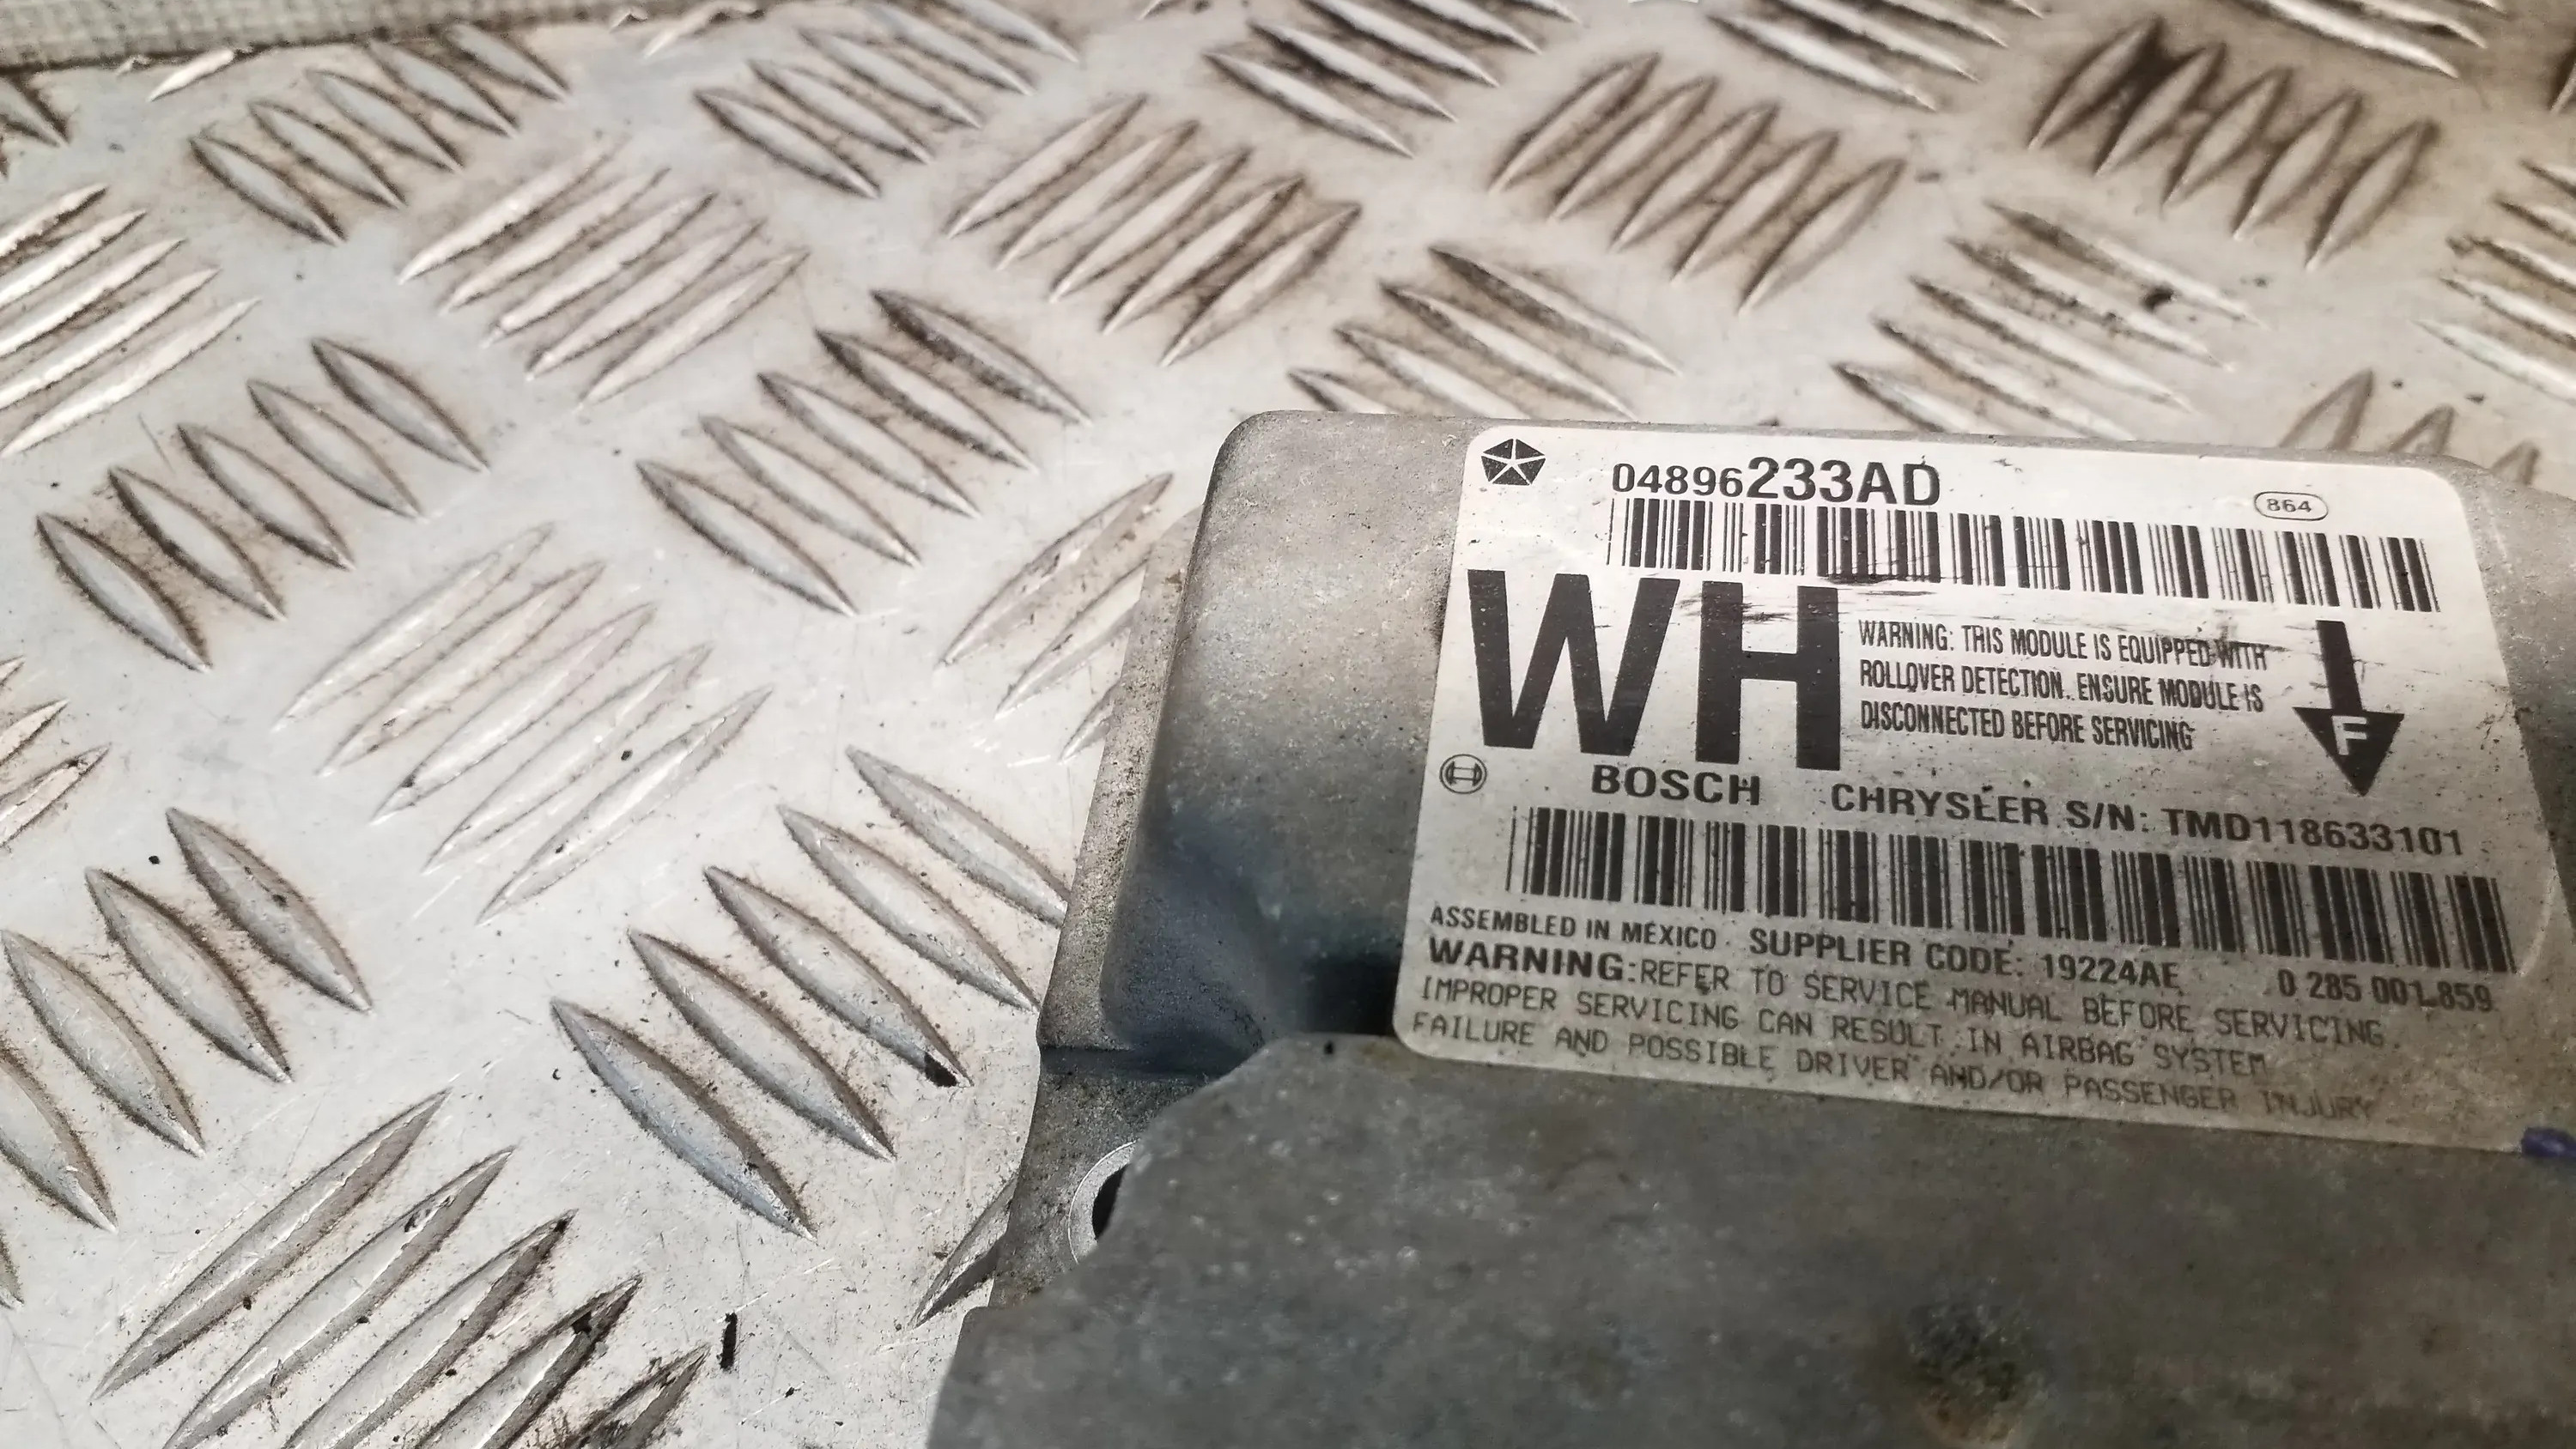 04896233AD
864
WH
WARNING: THIS MODULE IS EQUIPPED WITH
ROLLOVER DETECTION. ENSURE MODULE IS
DISCONNECTED BEFORE SERVICING
F
BOSCH CHRYSLER S/N: TMD118633101
ASSEMBLED IN MEXICO SUPPLIER CODE: 19224AE 0 285 001 859
WARNING:REFER TO SERVICE MANUAL BEFORE SERVICING.
IMPROPER SERVICING CAN RESULT IN AIRBAG SYSTEM
FAILURE AND POSSIBLE DRIVER AND/OR PASSENGER INJURY